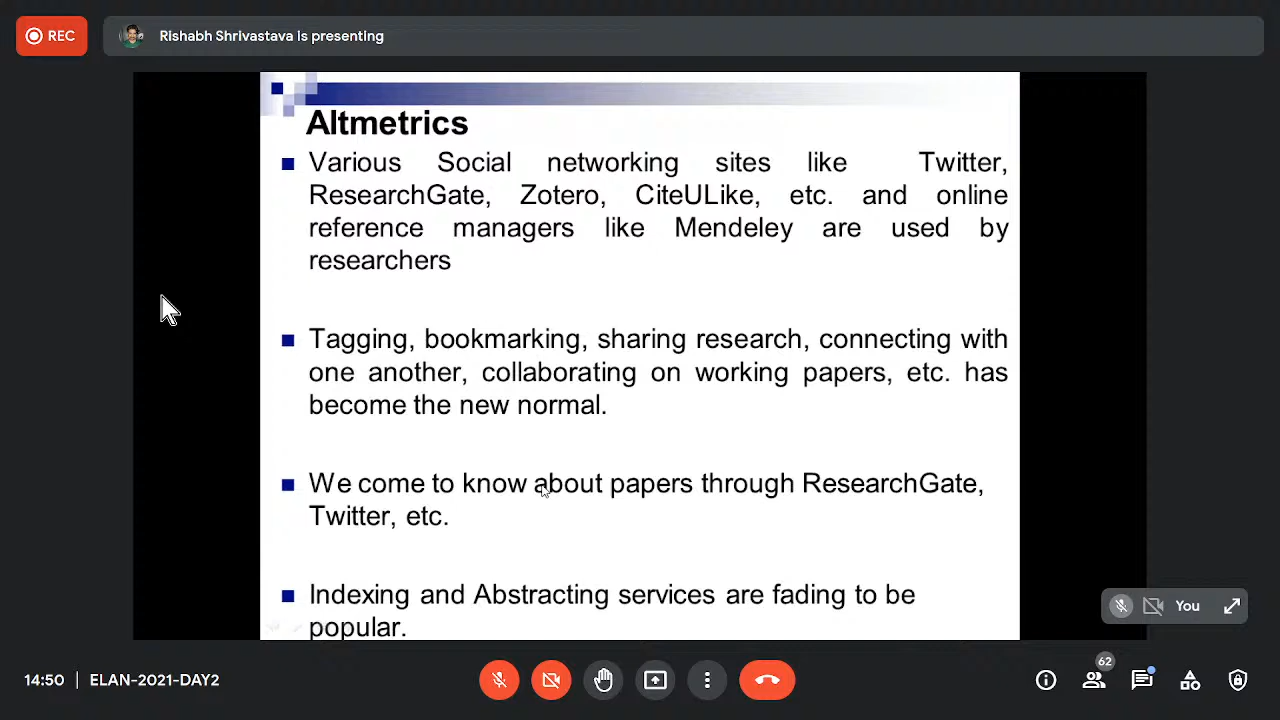 REC
Rishabh Shrivastava is presenting
Altmetrics
Various Social networking sites like Twitter,
ResearchGate, Zotero, CiteULike, etc. and online
reference managers like Mendeley are used by
researchers
Tagging, bookmarking, sharing research, connecting with
one another, collaborating on working papers, etc. has
become the new normal.
We come to know about papers through ResearchGate,
Twitter, etc.
Indexing and Abstracting services are fading to be
popular.
You
62
14:50 | ELAN-2021-DAY2